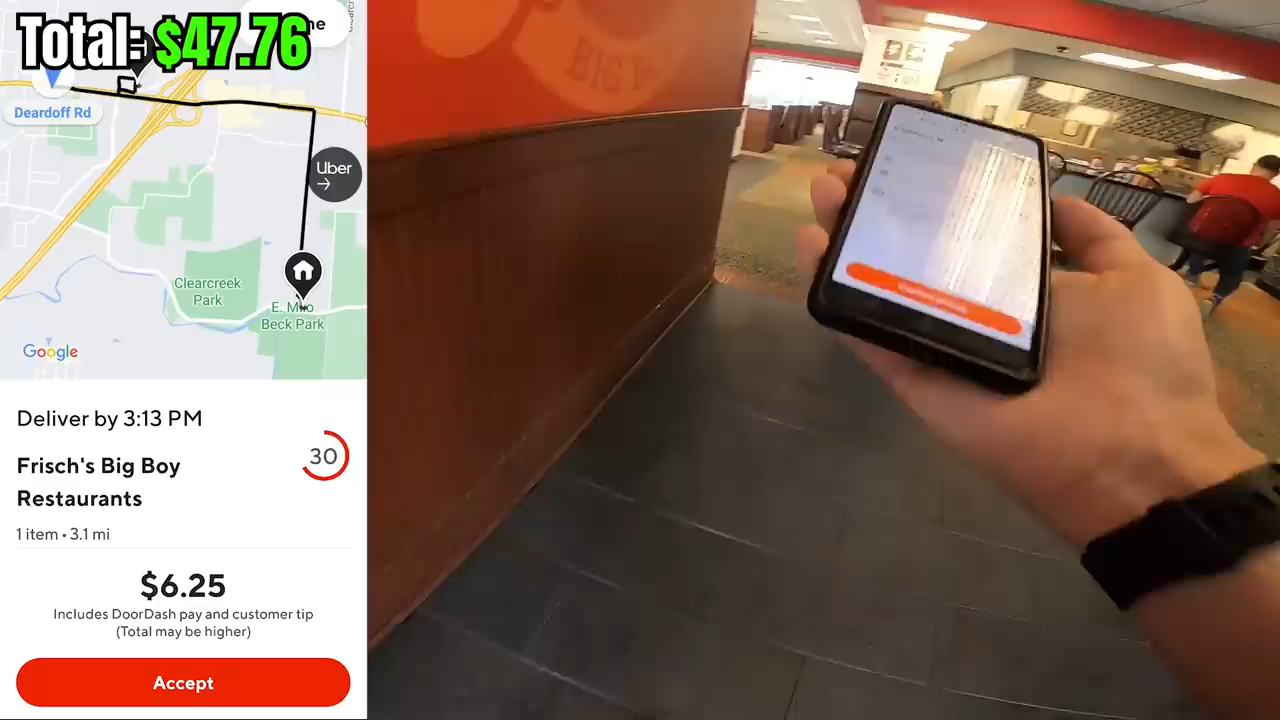 Total: $47.76
ne
Deardoff Rd
Uber
→
Clearcreek
Park
E. Milo
Beck Park
Google
Deliver by 3:13 PM
Frisch's Big Boy
Restaurants
30
1 item • 3.1 mi
$6.25
Includes DoorDash pay and customer tip
(Total may be higher)
Accept
BIG